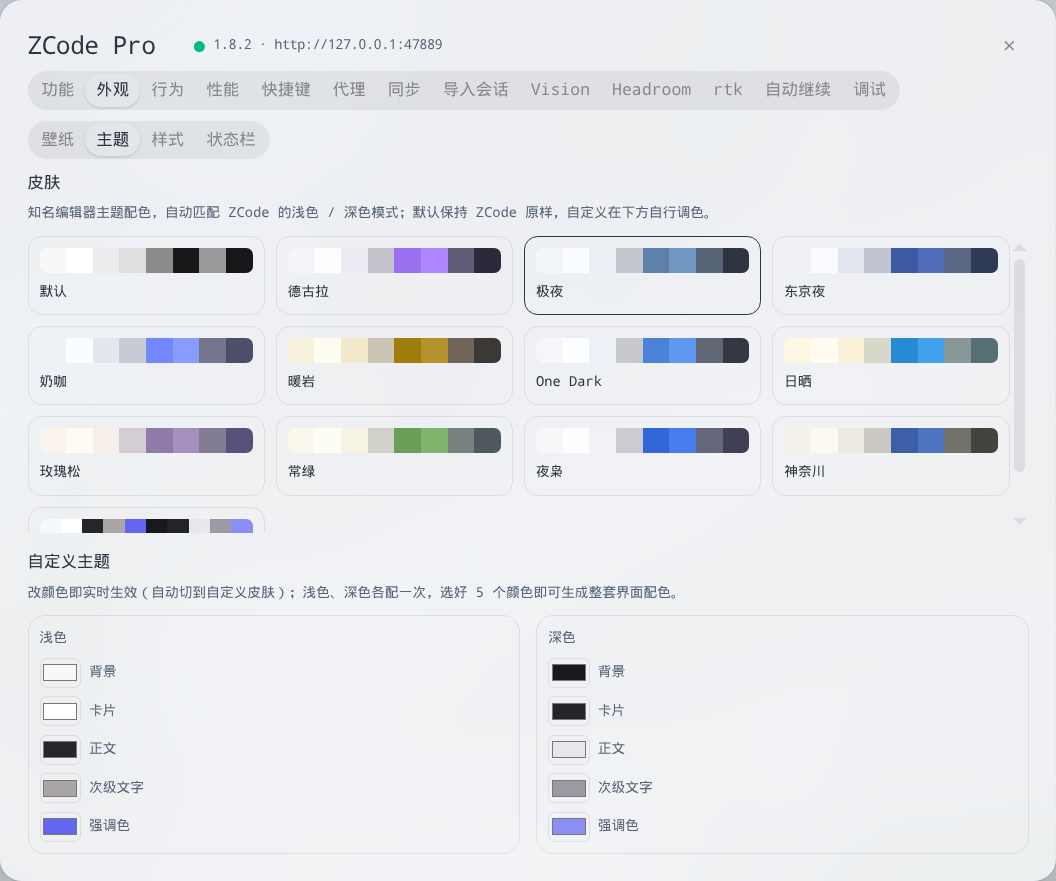 ZCode Pro 1.8.2 · http://127.0.0.1:47889 ×
功能 外观 行为 性能 快捷键 代理 同步 导入会话 Vision Headroom rtk 自动继续 调试
壁纸 主题 样式 状态栏
皮肤
知名编辑器主题配色，自动匹配 ZCode 的浅色 / 深色模式；默认保持 ZCode 原样，自定义在下方自行调色。
默认 德古拉 极夜 东京夜
奶咖 暖岩 One Dark 日晒
玫瑰松 常绿 夜枭 神奈川
自定义主题
改颜色即实时生效（自动切到自定义皮肤）；浅色、深色各配一次，选好 5 个颜色即可生成整套界面配色。
浅色 深色
背景 背景
卡片 卡片
正文 正文
次级文字 次级文字
强调色 强调色